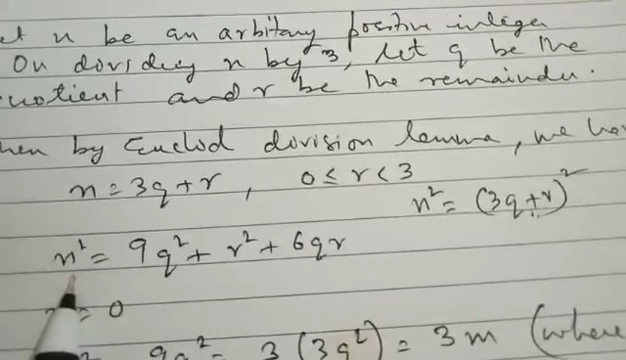 n be an arbitary positive integer
On dividing n by 3, let q be the
quotient and r be the remainder.
by Euclid division lemma, we
n = 3q + r , 0 ≤ r < 3
n² = (3q + r)²
n² = 9q² + r² + 6qr
= 0
9q² = 3(3q²) = 3m (where